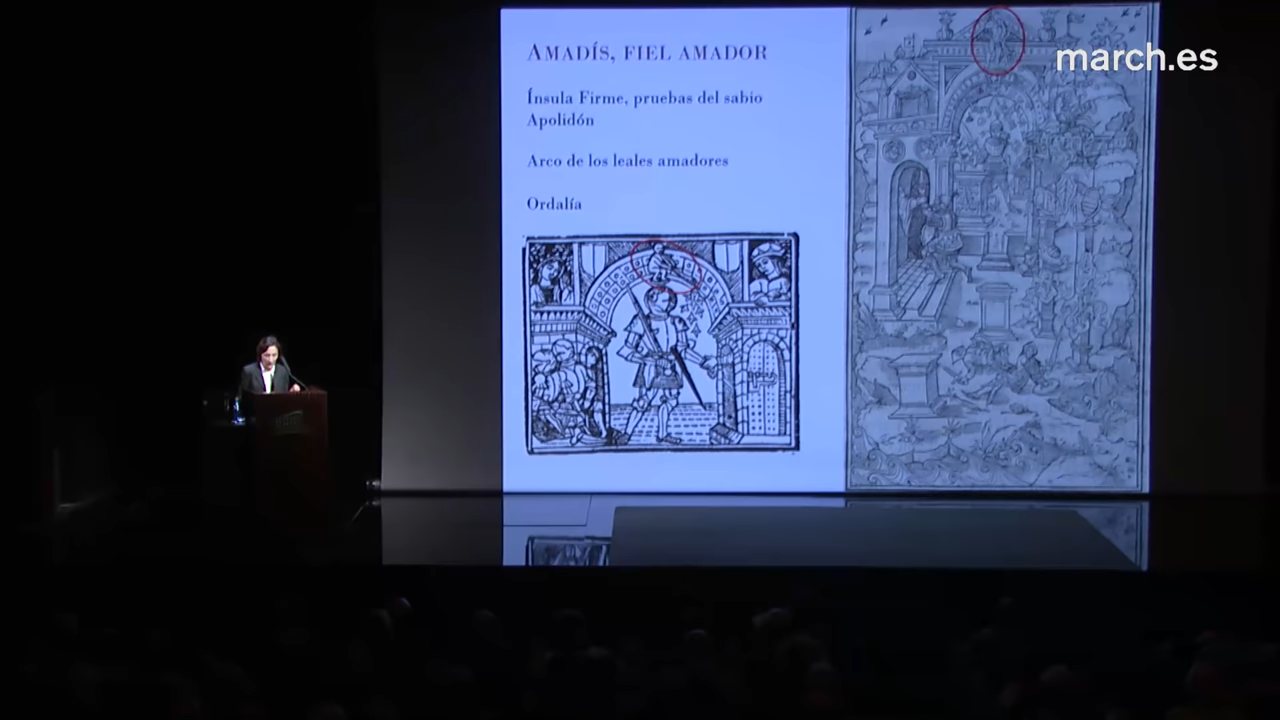 AMADÍS, FIEL AMADOR
Ínsula Firme, pruebas del sabio
Apolidón
Arco de los leales amadores
Ordalía
march.es